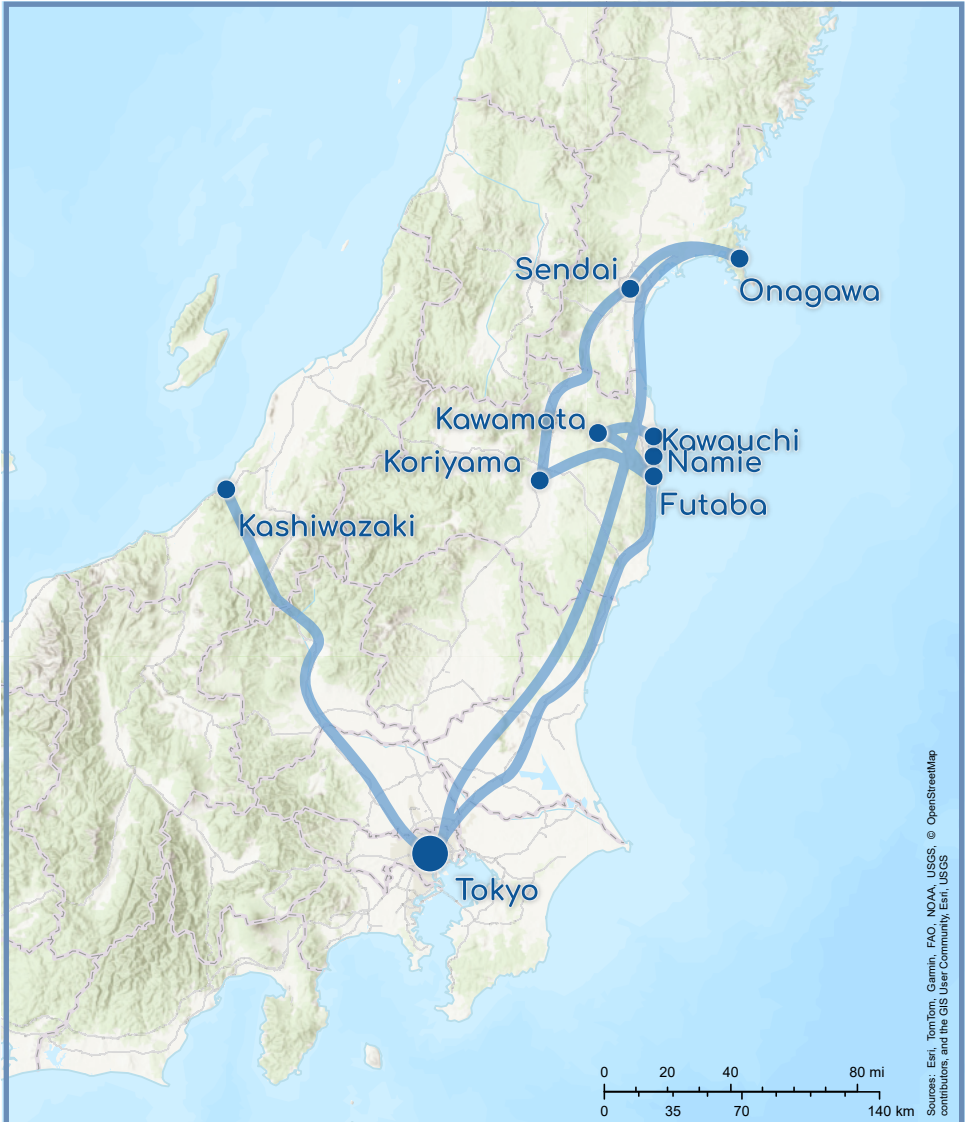 Sendai
Onagawa
Kawamata
Kawauchi
Koriyama
Namie
Futaba
Kashiwazaki
Tokyo
0 20 40 80 mi
0 35 70 140 km
Sources: Esri, TomTom, Garmin, FAO, NOAA, USGS, © OpenStreetMap
contributors, and the GIS User Community, Esri, USGS